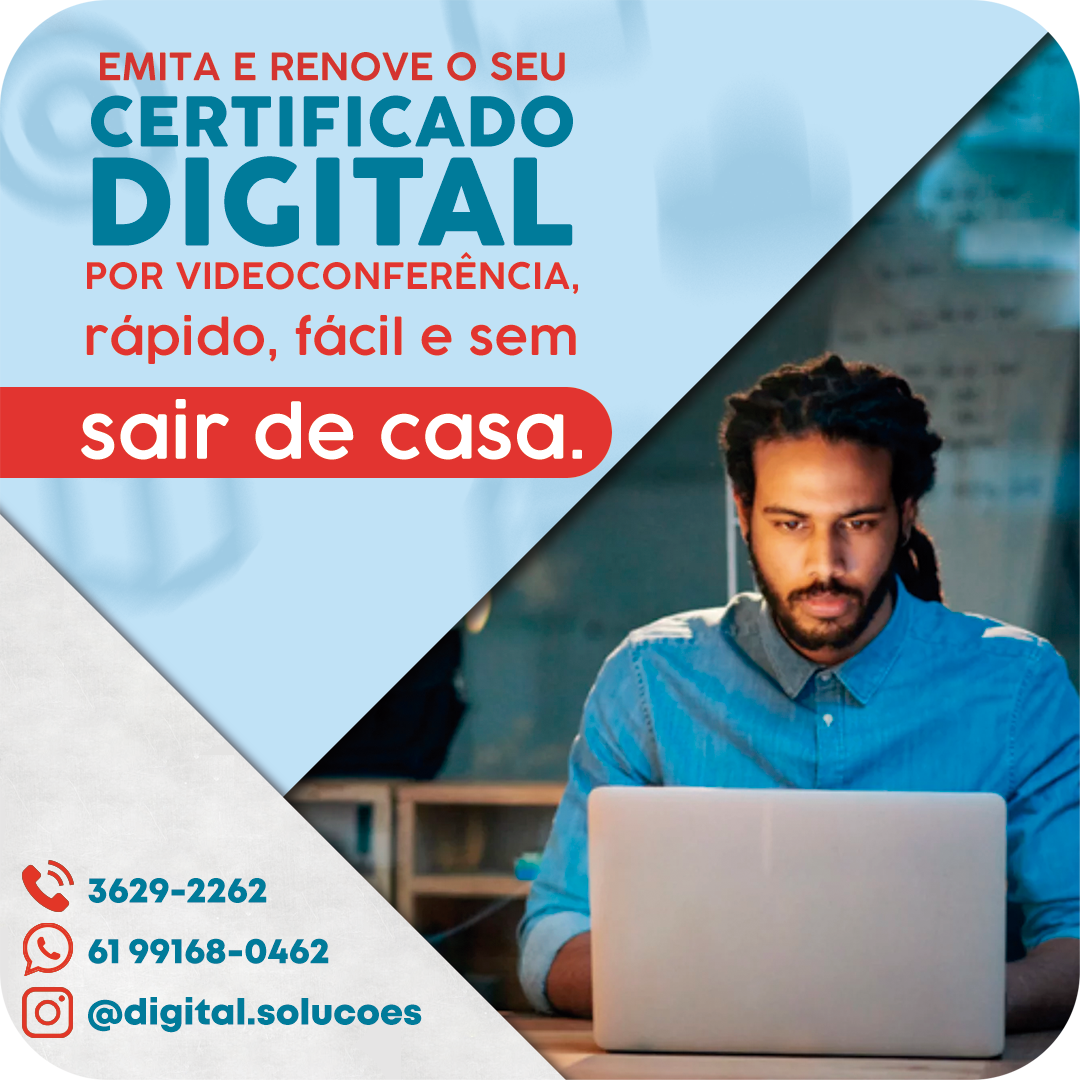 EMITA E RENOVE O SEU
CERTIFICADO
DIGITAL
POR VIDEOCONFERÊNCIA,
rápido, fácil e sem
sair de casa.
3629-2262
61 99168-0462
@digital.solucoes